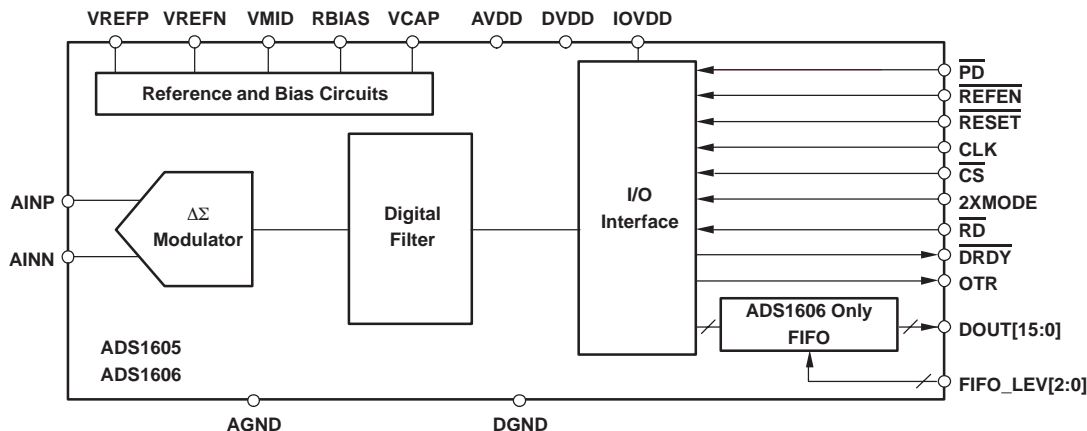 VREFP VREFN VMID RBIAS VCAP AVDD DVDD IOVDD
Reference and Bias Circuits
PD
REFEN
RESET
CLK
CS
2XMODE
RD
DRDY
OTR
AINP
AINN
ΔΣ
Modulator
Digital
Filter
I/O
Interface
ADS1606 Only
FIFO
DOUT[15:0]
FIFO_LEV[2:0]
ADS1605
ADS1606
AGND DGND